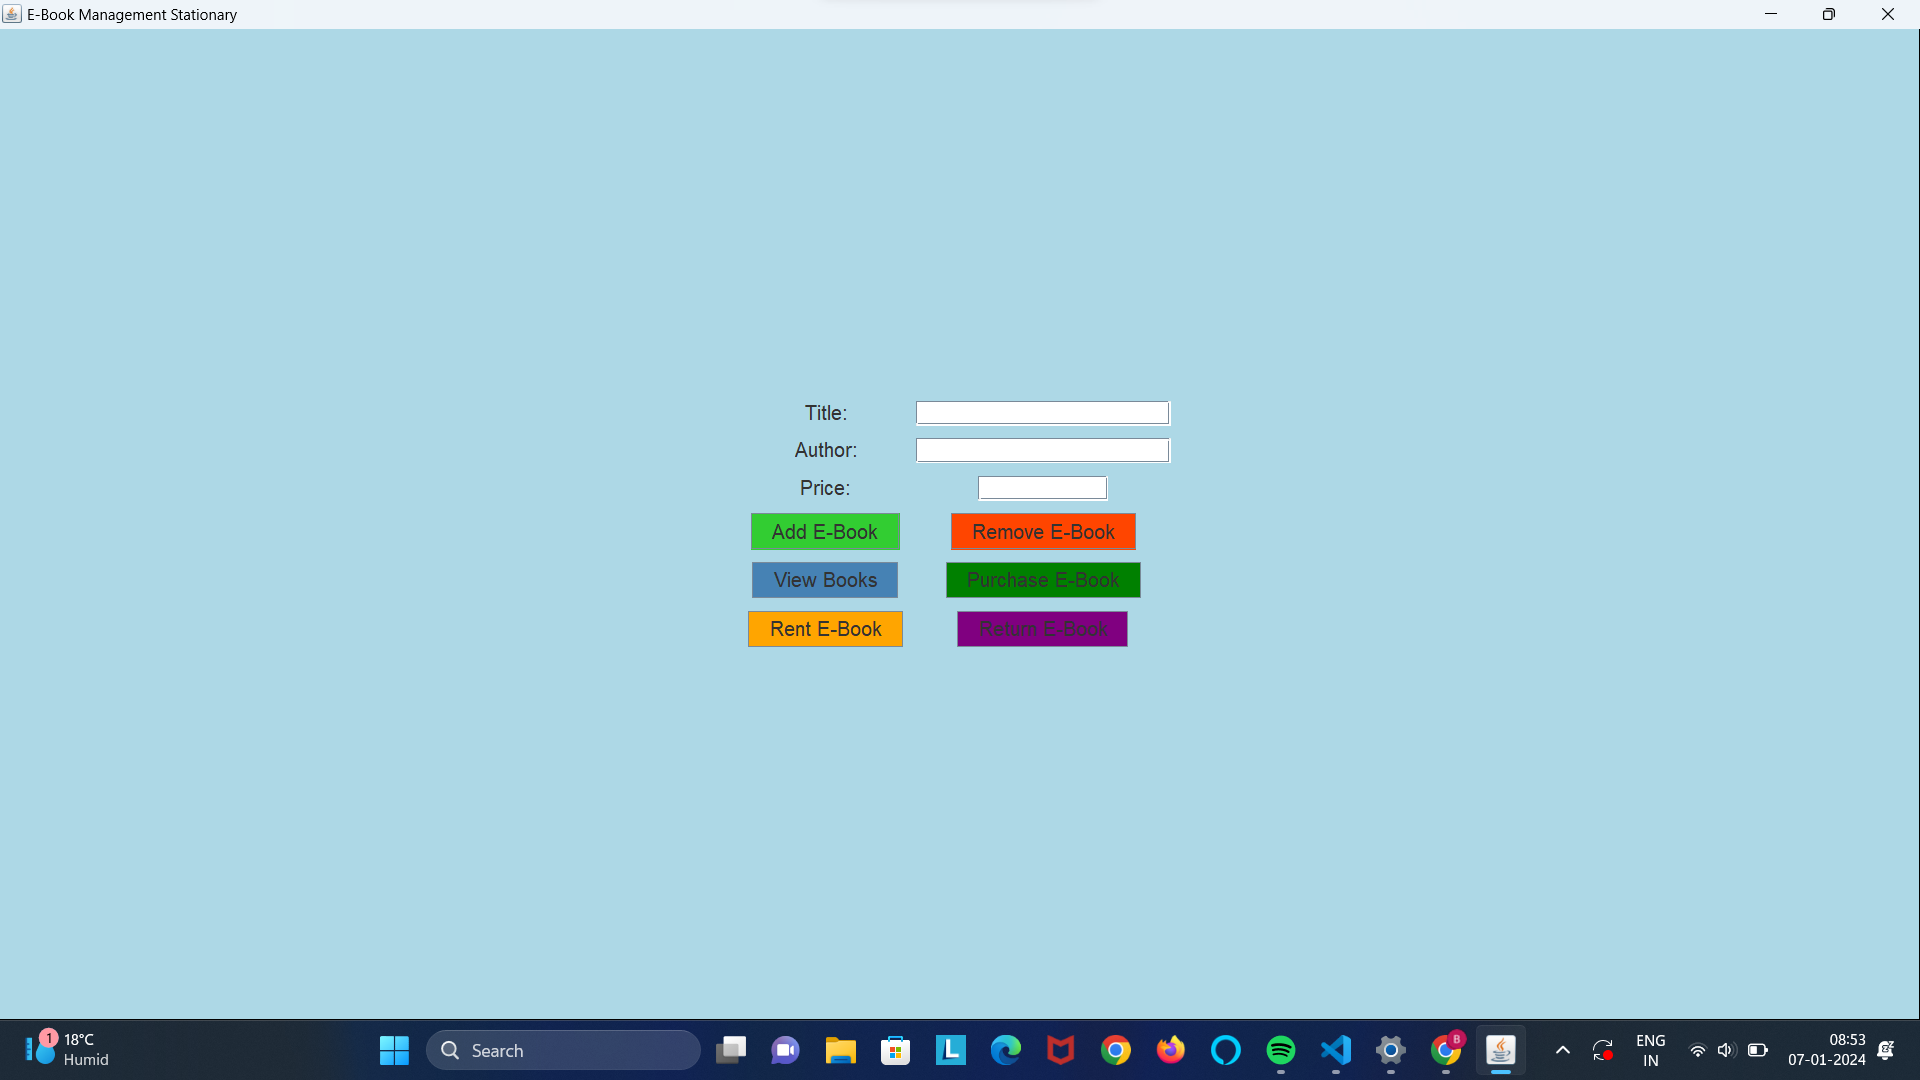 E-Book Management Stationary
Title:
Author:
Price:
Add E-Book
Remove E-Book
View Books
Purchase E-Book
Rent E-Book
Return E-Book
1
18°C
Humid
Search
L
B
ENG
IN
08:53
07-01-2024